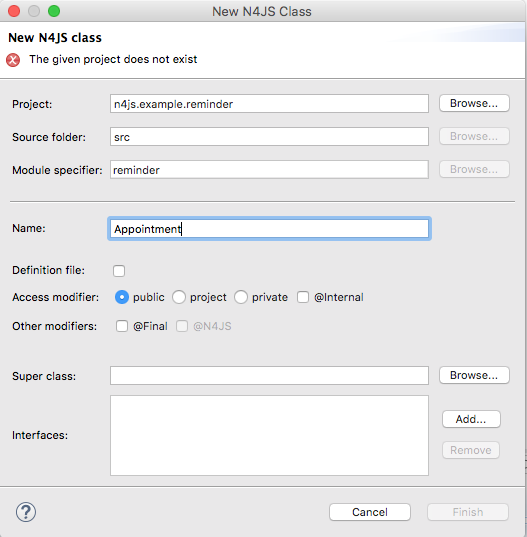 New N4JS Class
New N4JS class
The given project does not exist
Project: n4js.example.reminder Browse...
Source folder: src Browse...
Module specifier: reminder Browse...
Name: Appointment
Definition file:
Access modifier: public project private @Internal
Other modifiers: @Final @N4JS
Super class: Browse...
Add...
Interfaces:
Remove
? Cancel Finish